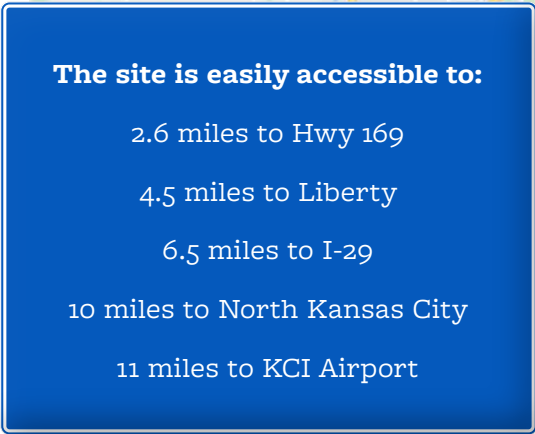 The site is easily accessible to:
2.6 miles to Hwy 169
4.5 miles to Liberty
6.5 miles to I-29
10 miles to North Kansas City
11 miles to KCI Airport